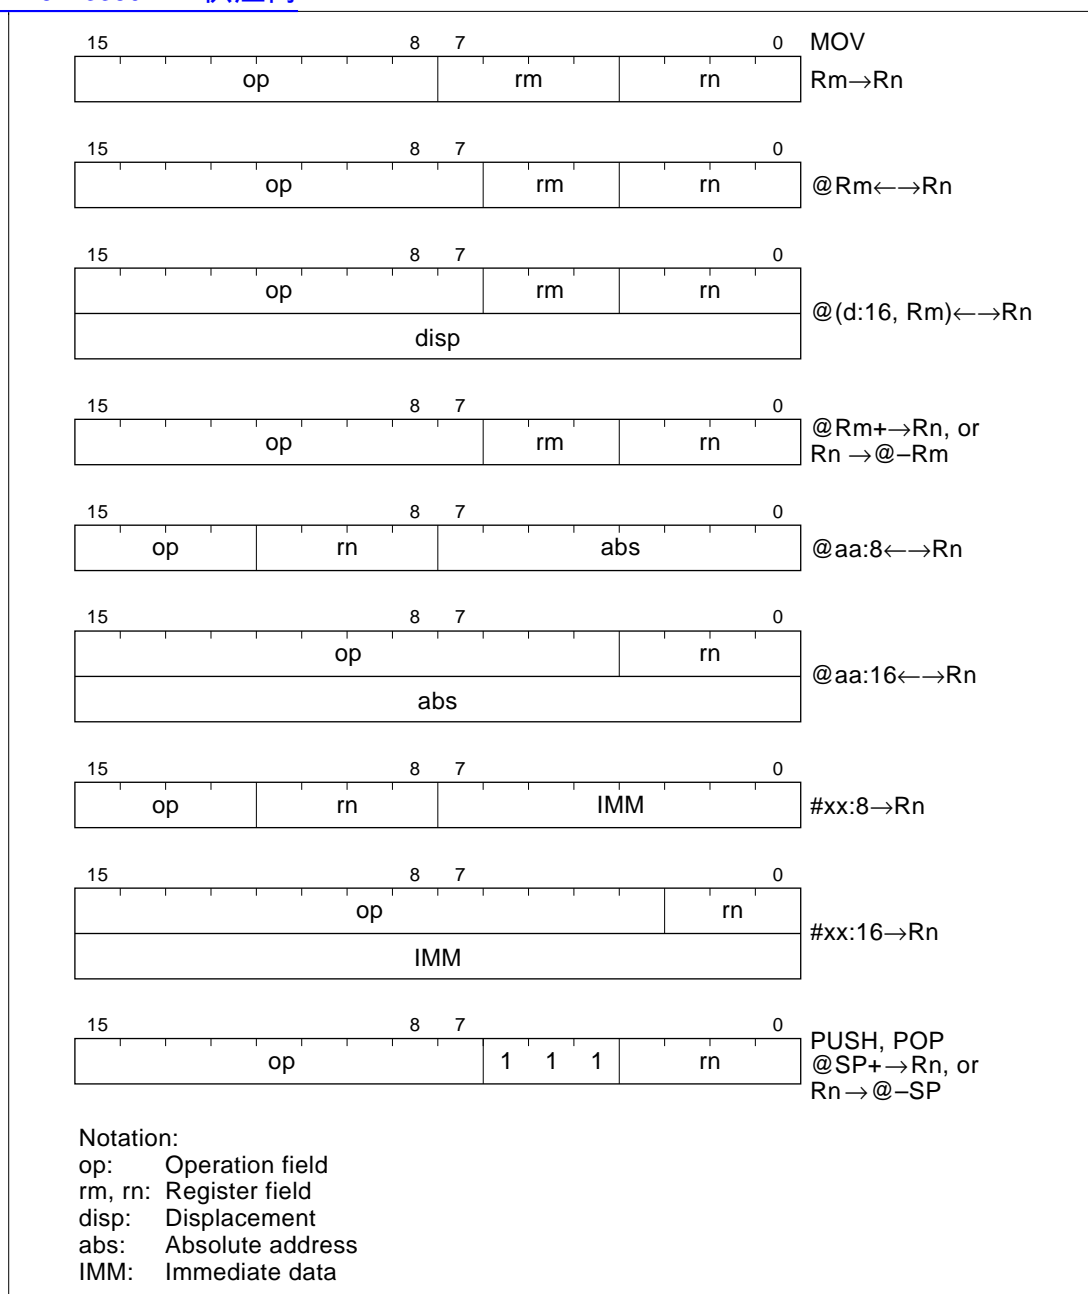 15 8 7 0 MOV
op rm rn Rm→Rn
15 8 7 0
op rm rn @Rm←→Rn
15 8 7 0
op rm rn
@(d:16, Rm)←→Rn
disp
15 8 7 0
@Rm+→Rn, or
op rm rn
Rn →@–Rm
15 8 7 0
op rn abs @aa:8←→Rn
15 8 7 0
op rn
@aa:16←→Rn
abs
15 8 7 0
op rn IMM #xx:8→Rn
15 8 7 0
op rn
#xx:16→Rn
IMM
15 8 7 0
PUSH, POP
op 1 1 1 rn @SP+→Rn, or
Rn→@–SP
Notation:
op: Operation field
rm, rn: Register field
disp: Displacement
abs: Absolute address
IMM: Immediate data